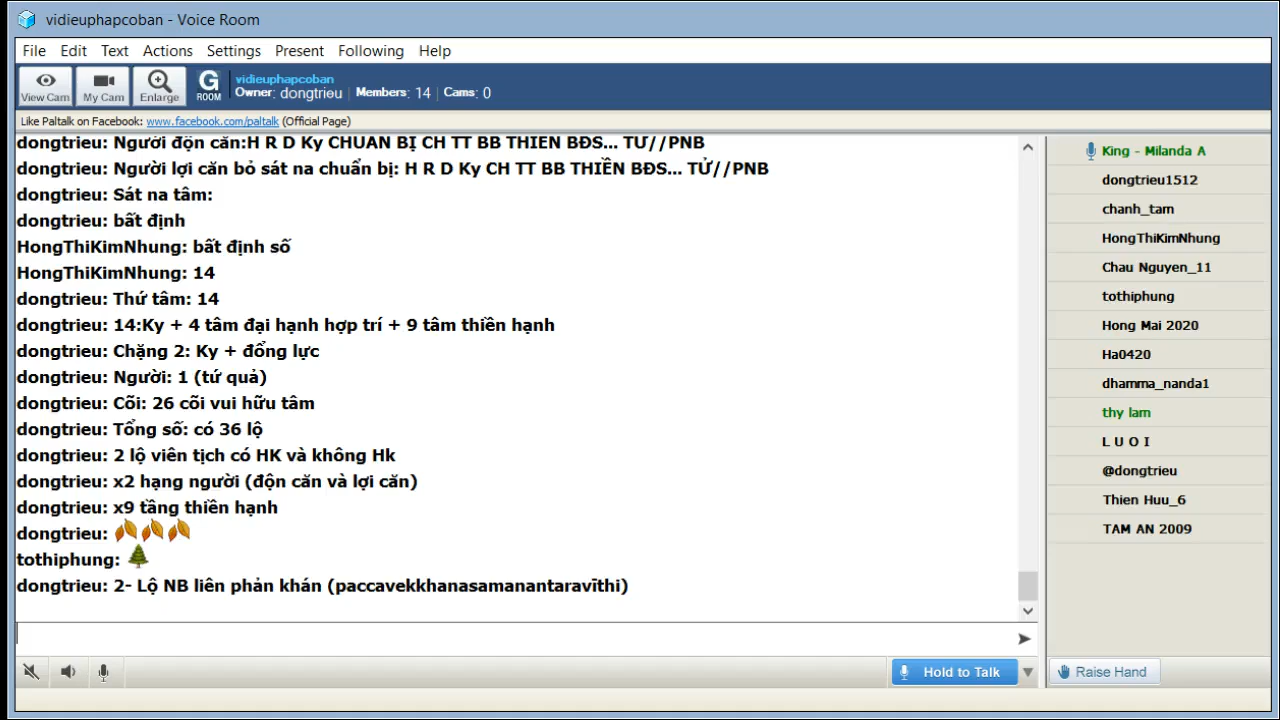 vidieuphapcoban - Voice Room
File Edit Text Actions Settings Present Following Help
View Cam
My Cam
Enlarge
G ROOM
vidieuphapcoban
Owner: dongtrieu | Members: 14 | Cams: 0
Like Paltalk on Facebook: www.facebook.com/paltalk (Official Page)
dongtrieu: Người độn căn:H R D Ky CHUẨN BỊ CH TT BB THIỀN BĐS... TỬ//PNB
dongtrieu: Người lợi căn bỏ sát na chuẩn bị: H R D Ky CH TT BB THIỀN BĐS... TỬ//PNB
dongtrieu: Sát na tâm:
dongtrieu: bất định
HongThiKimNhung: bất định số
HongThiKimNhung: 14
dongtrieu: Thứ tâm: 14
dongtrieu: 14:Ky + 4 tâm đại hạnh hợp trí + 9 tâm thiền hạnh
dongtrieu: Chặng 2: Ky + đổng lực
dongtrieu: Người: 1 (tứ quả)
dongtrieu: Cõi: 26 cõi vui hữu tâm
dongtrieu: Tổng số: có 36 lộ
dongtrieu: 2 lộ viên tịch có HK và không Hk
dongtrieu: x2 hạng người (độn căn và lợi căn)
dongtrieu: x9 tầng thiền hạnh
dongtrieu:
tothiphung:
dongtrieu: 2- Lộ NB liên phản khán (paccavekkhanasamanantaravīthi)
Hold to Talk
King - Milanda A
dongtrieu1512
chanh_tam
HongThiKimNhung
Chau Nguyen_11
tothiphung
Hong Mai 2020
Ha0420
dhamma_nanda1
thy lam
L U O I
@dongtrieu
Thien Huu_6
TAM AN 2009
Raise Hand